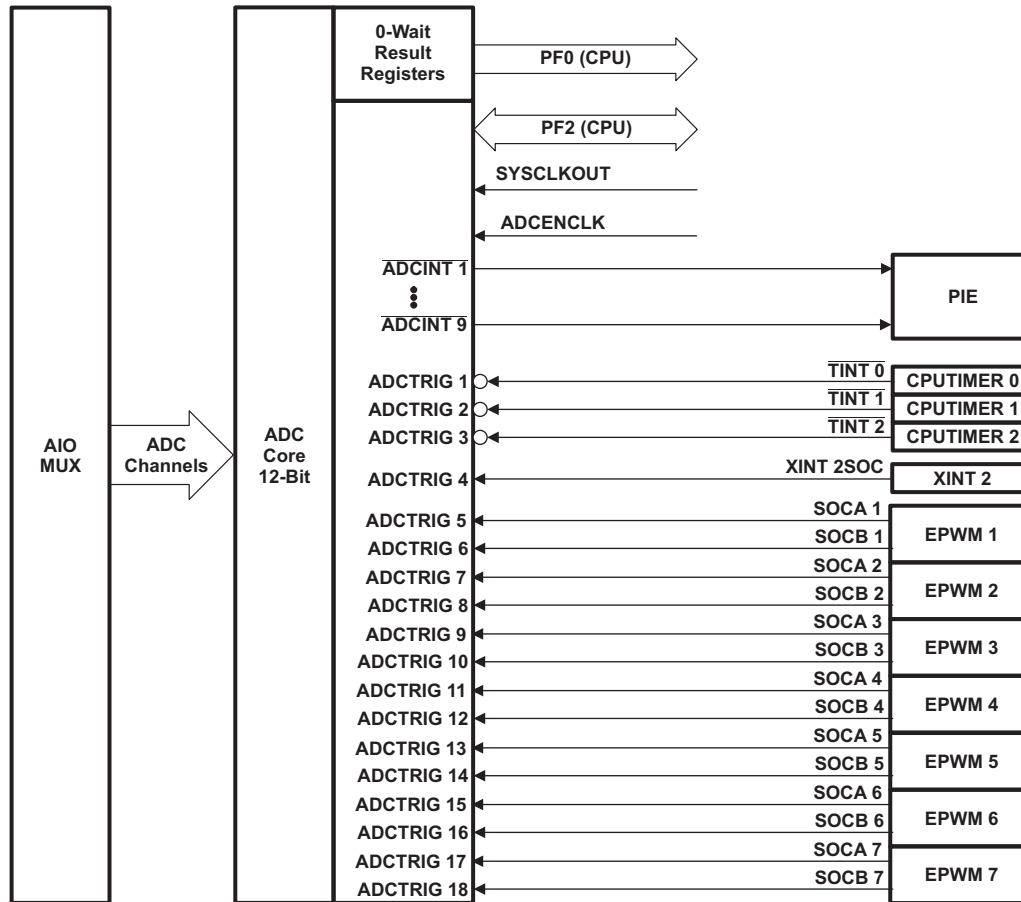 0-Wait
Result
Registers
PF0 (CPU)
PF2 (CPU)
SYSCLKOUT
ADCENCLK
ADCINT 1
PIE
ADCINT 9
TINT 0
ADCTRIG 1
CPUTIMER 0
TINT 1
ADCTRIG 2
CPUTIMER 1
TINT 2
ADCTRIG 3
CPUTIMER 2
AIO
MUX
ADC
Channels
ADC
Core
12-Bit
XINT 2SOC
ADCTRIG 4
XINT 2
SOCA 1
ADCTRIG 5
EPWM 1
SOCB 1
ADCTRIG 6
SOCA 2
ADCTRIG 7
EPWM 2
SOCB 2
ADCTRIG 8
SOCA 3
ADCTRIG 9
EPWM 3
SOCB 3
ADCTRIG 10
SOCA 4
ADCTRIG 11
EPWM 4
SOCB 4
ADCTRIG 12
SOCA 5
ADCTRIG 13
EPWM 5
SOCB 5
ADCTRIG 14
SOCA 6
ADCTRIG 15
EPWM 6
SOCB 6
ADCTRIG 16
SOCA 7
ADCTRIG 17
EPWM 7
SOCB 7
ADCTRIG 18